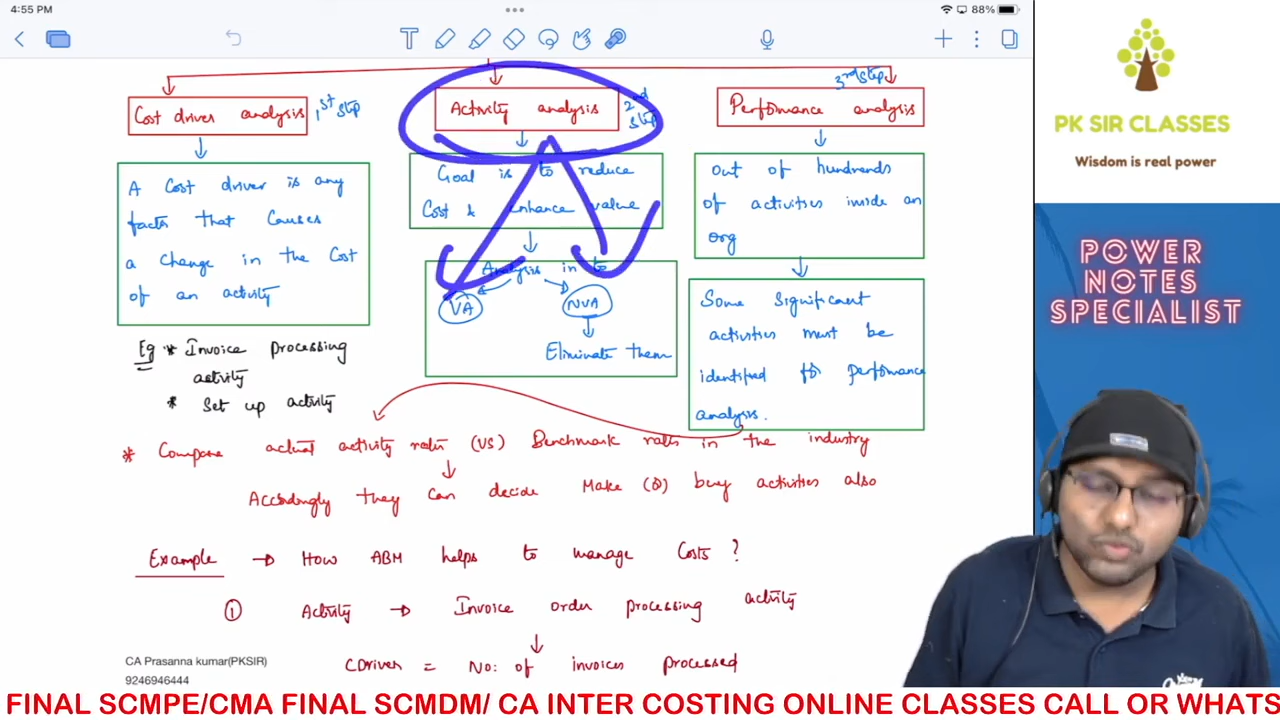 4:55 PM
88%
Cost driver analysis
1st step
Activity analysis
2nd step
3rd step
Perfomance analysis
A Cost driver is any
factor that Causes
a change in the Cost
of an activity
Eg * Invoice processing
activity
* Set up activity
Goal is to reduce
Cost & enhance value
Analysis in to
VA
NVA
Eliminate them
Out of hundrends
of activities inside an
org
Some significant
activities must be
identified for perfomance
analysis.
* Compare actual activity rates (VS) Benchmark rates in the industry
Accordingly they can decide Make (or) buy activities also
Example → How ABM helps to manage Costs ?
① Activity → Invoice order processing activity
CDriver = No: of invoices processed
CA Prasanna kumar(PKSIR)
9246946444
PK SIR CLASSES
Wisdom is real power
POWER
NOTES
SPECIALIST
FINAL SCMPE/CMA FINAL SCMDM/ CA INTER COSTING ONLINE CLASSES CALL OR WHATS